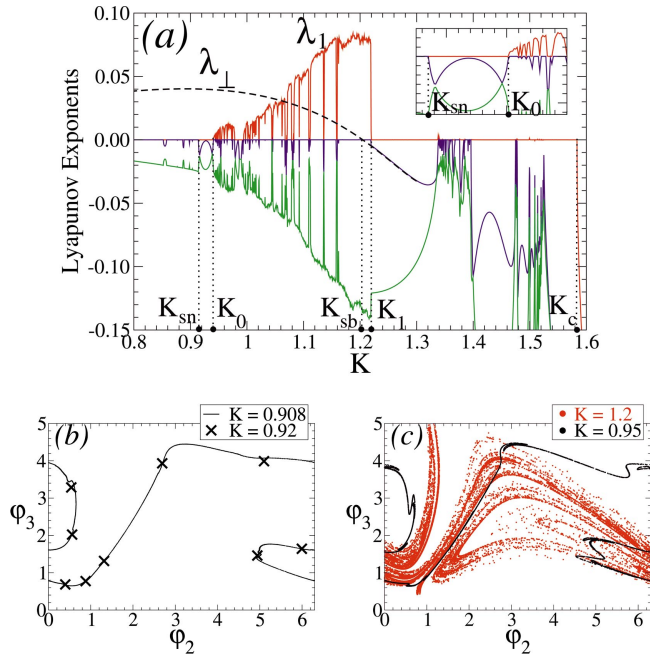 (a)
λ⊥
λ1
Lyapunov Exponents
0.05
0.00
-0.05
-0.10
-0.15
Ksn
K0
Ksn
K0
Ksb
K1
Kc
0.8 0.9 1 1.1 1.2 1.3 1.4 1.5 1.6
K
(b)
K = 0.908
K = 0.92
φ3
5
4
3
2
1
0
0 1 2 3 4 5 6
φ2
(c)
K = 1.2
K = 0.95
φ3
5
4
3
2
1
0
0 1 2 3 4 5 6
φ2